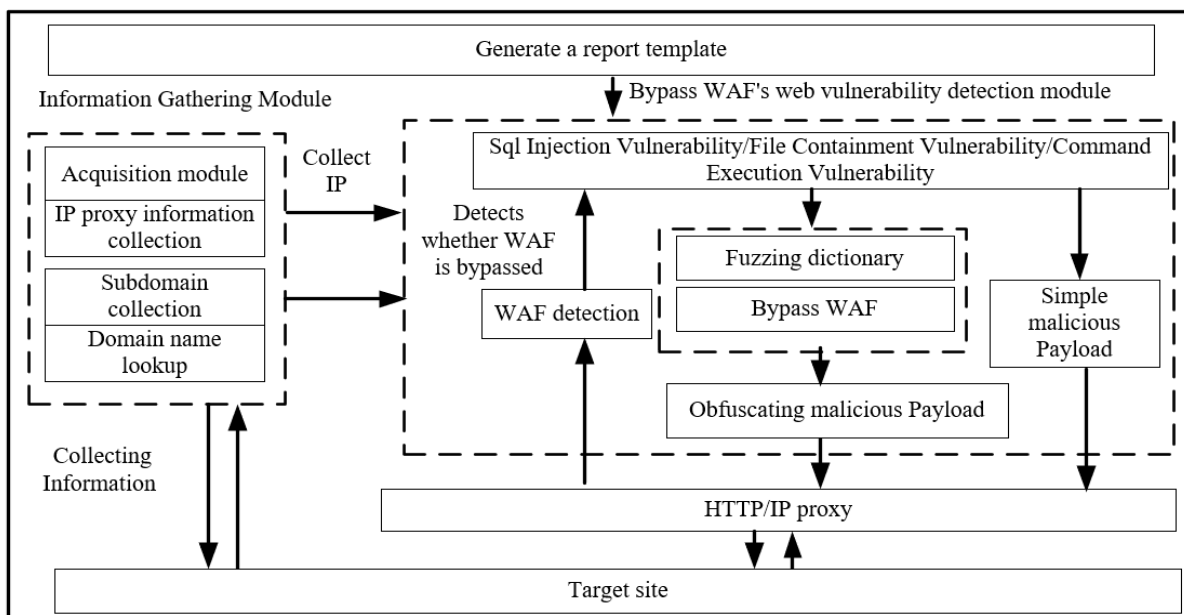 Generate a report template
Information Gathering Module
Bypass WAF's web vulnerability detection module
Acquisition module
IP proxy information
collection
Subdomain
collection
Domain name
lookup
Collect
IP
Sql Injection Vulnerability/File Containment Vulnerability/Command
Execution Vulnerability
Detects
whether WAF
is bypassed
WAF detection
Fuzzing dictionary
Bypass WAF
Simple
malicious
Payload
Obfuscating malicious Payload
Collecting
Information
HTTP/IP proxy
Target site